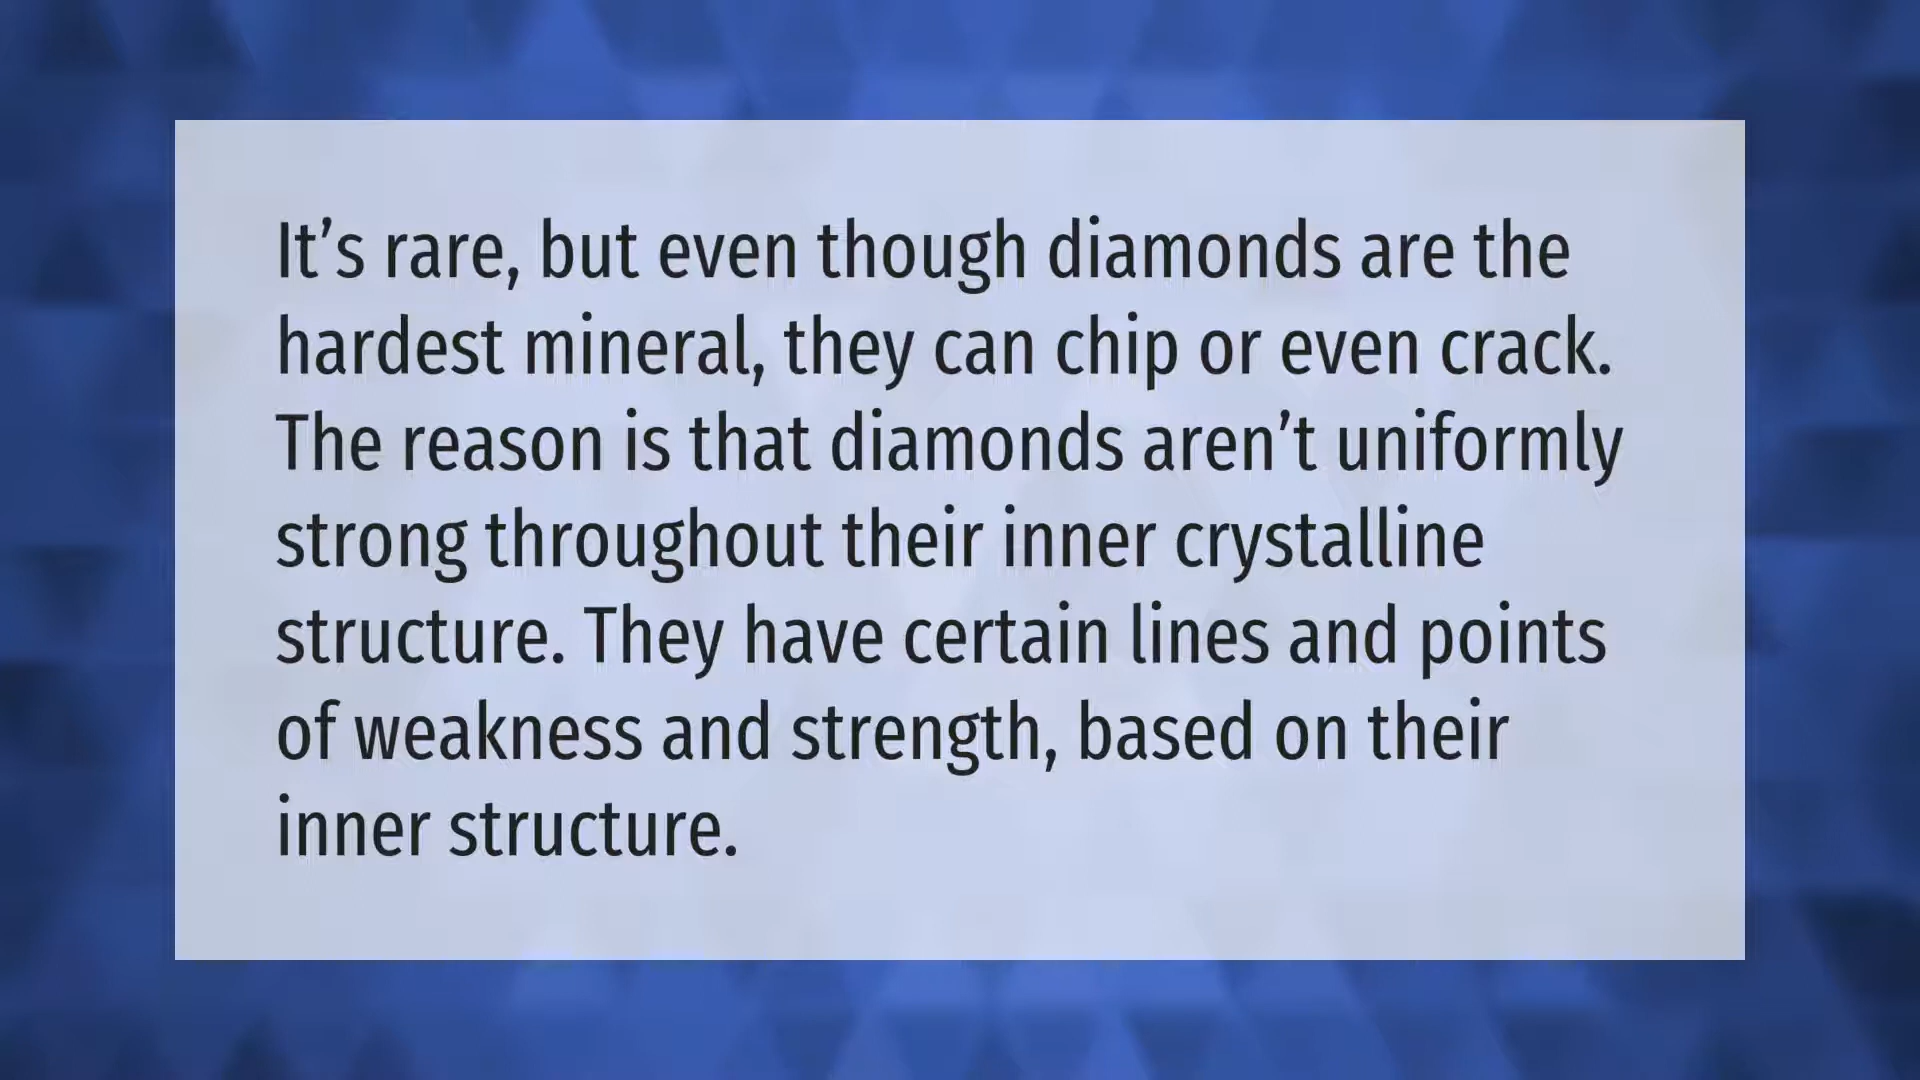 It’s rare, but even though diamonds are the
hardest mineral, they can chip or even crack.
The reason is that diamonds aren’t uniformly
strong throughout their inner crystalline
structure. They have certain lines and points
of weakness and strength, based on their
inner structure.